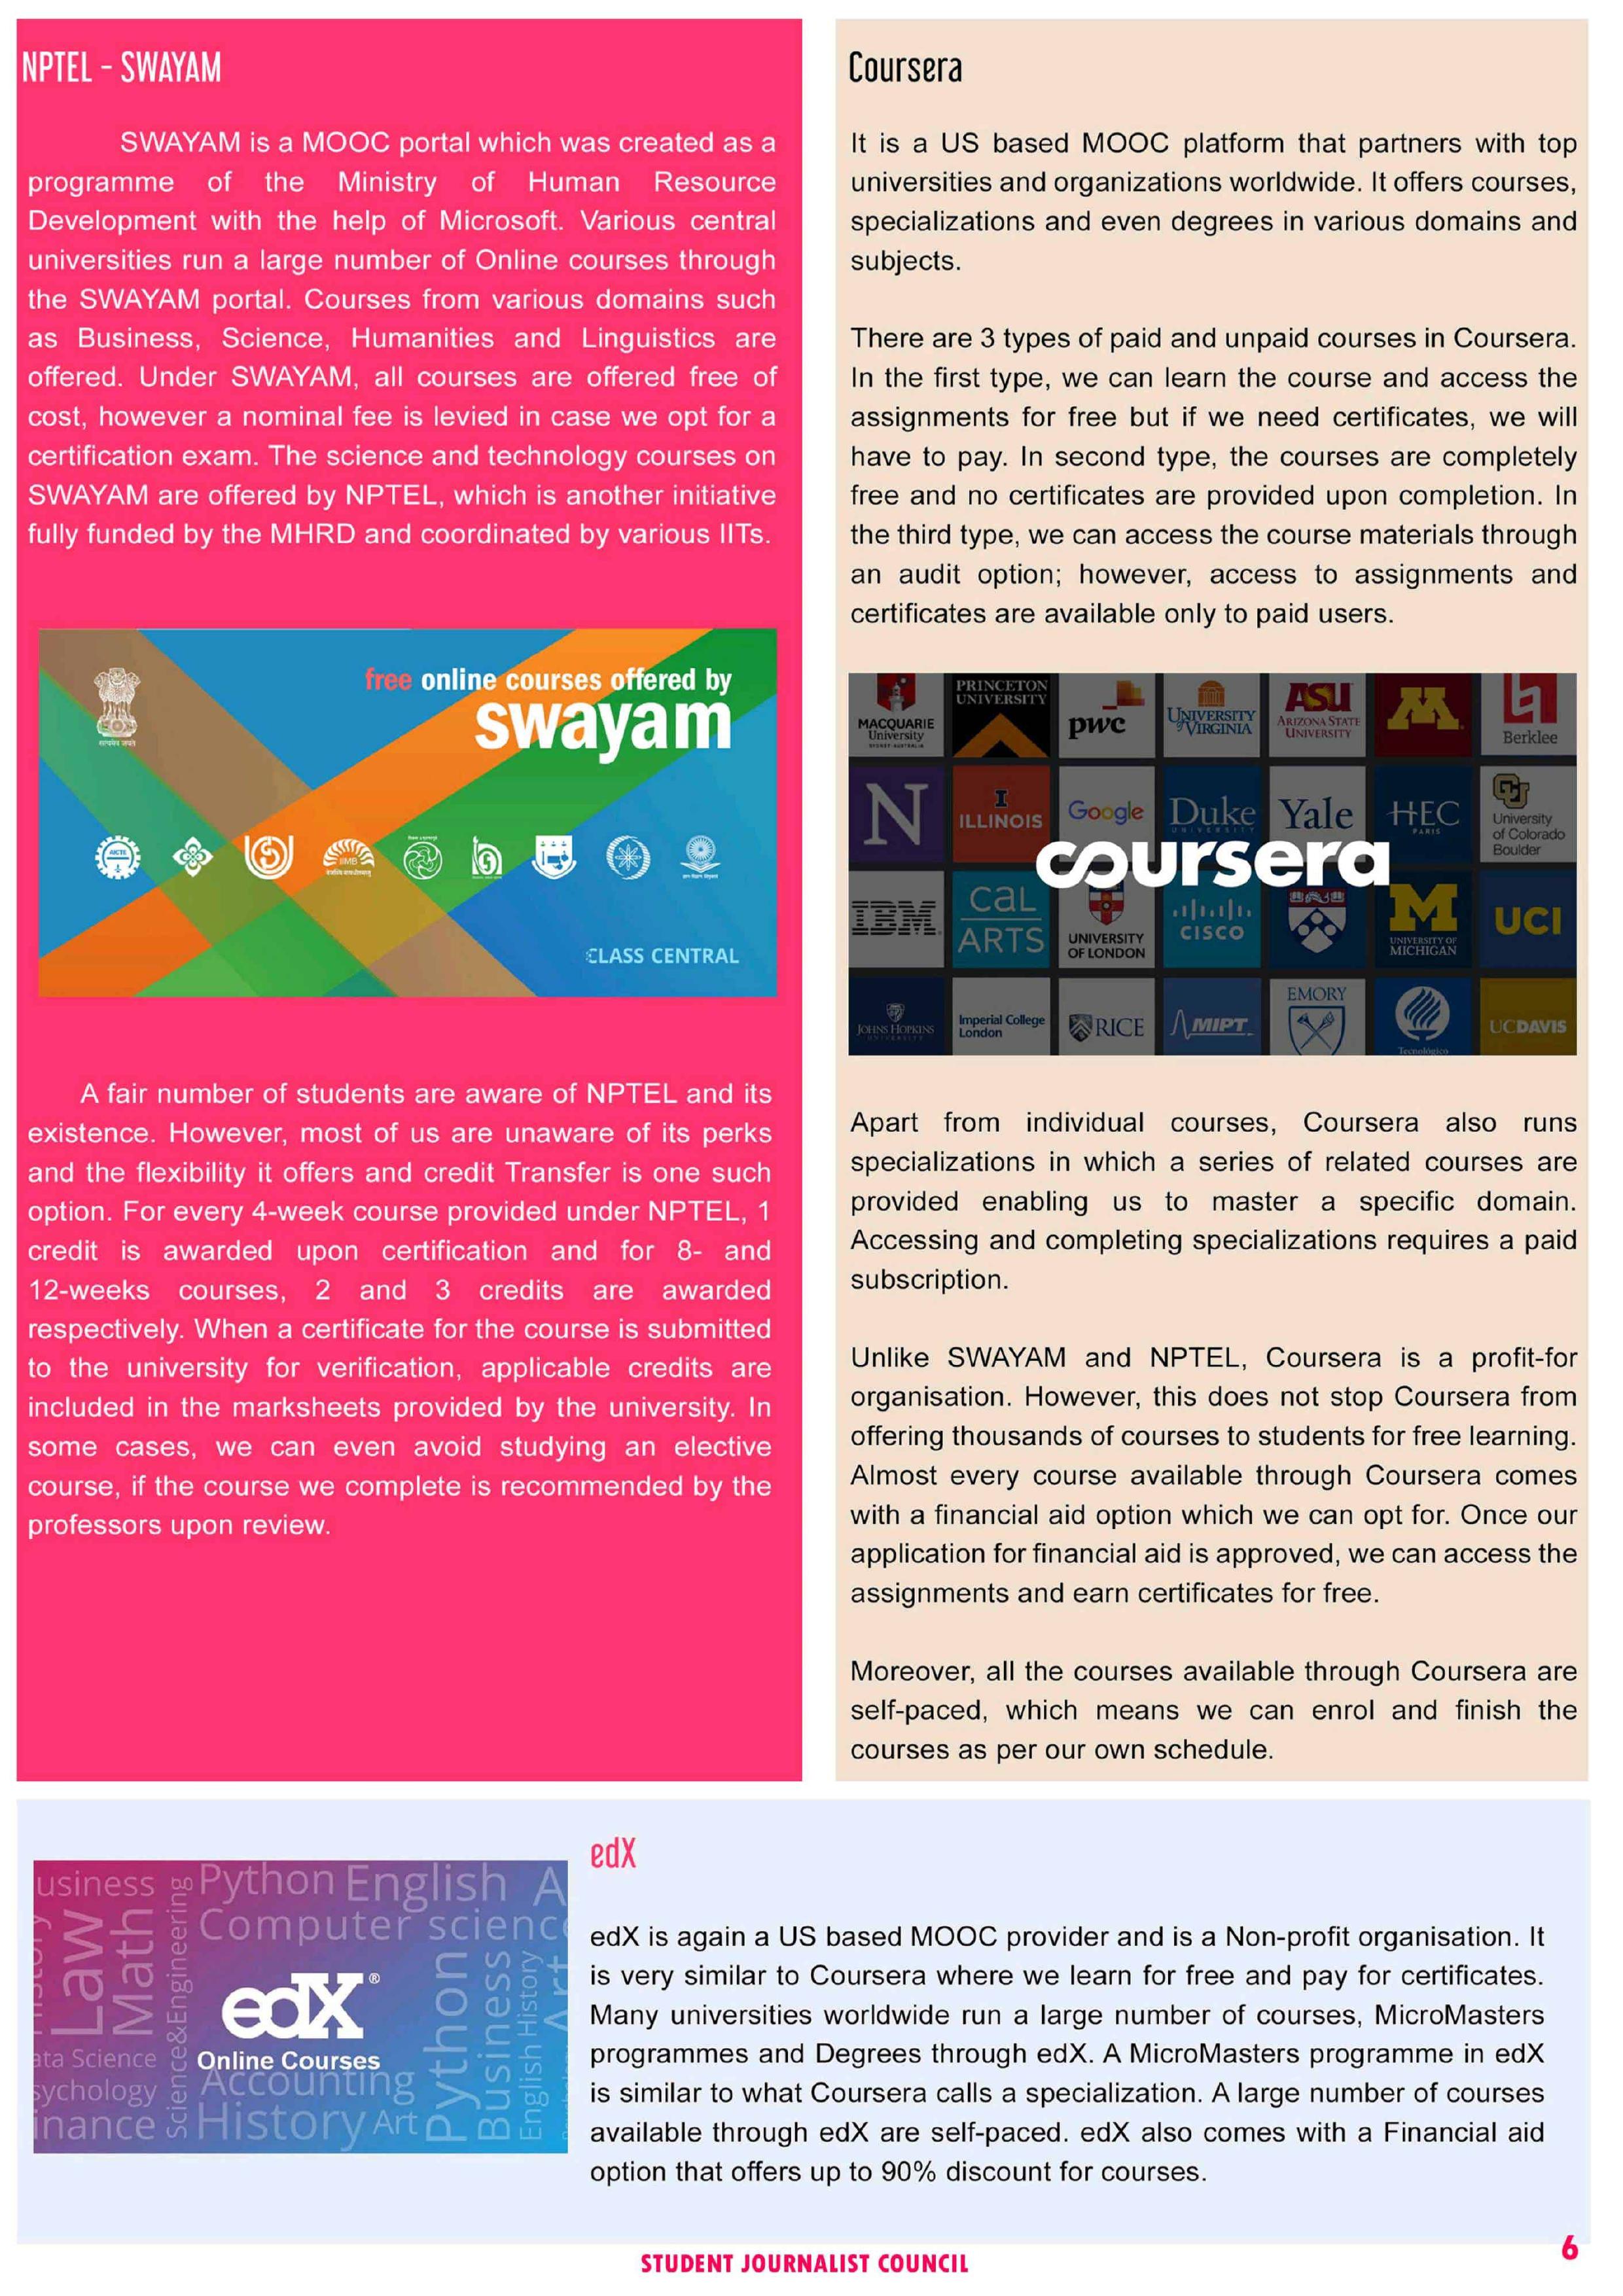 NPTEL - SWAYAM
SWAYAM is a MOOC portal which was created as a
programme of the Ministry of Human Resource
Development with the help of Microsoft. Various central
universities run a large number of Online courses through
the SWAYAM portal. Courses from various domains such
as Business, Science, Humanities and Linguistics are
offered. Under SWAYAM, all courses are offered free of
cost, however a nominal fee is levied in case we opt for a
certification exam. The science and technology courses on
SWAYAM are offered by NPTEL, which is another initiative
fully funded by the MHRD and coordinated by various IITs.
सत्यमेव जयते
free online courses offered by
swayam
AICTE
IIMB
CLASS CENTRAL
A fair number of students are aware of NPTEL and its
existence. However, most of us are unaware of its perks
and the flexibility it offers and credit Transfer is one such
option. For every 4-week course provided under NPTEL, 1
credit is awarded upon certification and for 8- and
12-weeks courses, 2 and 3 credits are awarded
respectively. When a certificate for the course is submitted
to the university for verification, applicable credits are
included in the marksheets provided by the university. In
some cases, we can even avoid studying an elective
course, if the course we complete is recommended by the
professors upon review.
Coursera
It is a US based MOOC platform that partners with top
universities and organizations worldwide. It offers courses,
specializations and even degrees in various domains and
subjects.
There are 3 types of paid and unpaid courses in Coursera.
In the first type, we can learn the course and access the
assignments for free but if we need certificates, we will
have to pay. In second type, the courses are completely
free and no certificates are provided upon completion. In
the third type, we can access the course materials through
an audit option; however, access to assignments and
certificates are available only to paid users.
MACQUARIE
University
SYDNEY·AUSTRALIA
PRINCETON
UNIVERSITY
pwc
UNIVERSITY
of VIRGINIA
ASU
ARIZONA STATE
UNIVERSITY
M
Berklee
N
I
ILLINOIS
Google
Duke
UNIVERSITY
Yale
HEC
PARIS
CU
University
of Colorado
Boulder
coursera
IBM
CAL
ARTS
UNIVERSITY
OF LONDON
CISCO
M
UNIVERSITY OF
MICHIGAN
UCI
JOHNS HOPKINS
UNIVERSITY
Imperial College
London
RICE
MIPT
EMORY
Tecnológico
UCDAVIS
Apart from individual courses, Coursera also runs
specializations in which a series of related courses are
provided enabling us to master a specific domain.
Accessing and completing specializations requires a paid
subscription.
Unlike SWAYAM and NPTEL, Coursera is a profit-for
organisation. However, this does not stop Coursera from
offering thousands of courses to students for free learning.
Almost every course available through Coursera comes
with a financial aid option which we can opt for. Once our
application for financial aid is approved, we can access the
assignments and earn certificates for free.
Moreover, all the courses available through Coursera are
self-paced, which means we can enrol and finish the
courses as per our own schedule.
usiness
Python English A
Computer science
Law
Math
Science&Engineering
edX®
Online Courses
ata Science
sychology
inance
Accounting
History Art
Python
Business
English History
Art
edX
edX is again a US based MOOC provider and is a Non-profit organisation. It
is very similar to Coursera where we learn for free and pay for certificates.
Many universities worldwide run a large number of courses, MicroMasters
programmes and Degrees through edX. A MicroMasters programme in edX
is similar to what Coursera calls a specialization. A large number of courses
available through edX are self-paced. edX also comes with a Financial aid
option that offers up to 90% discount for courses.
STUDENT JOURNALIST COUNCIL
6